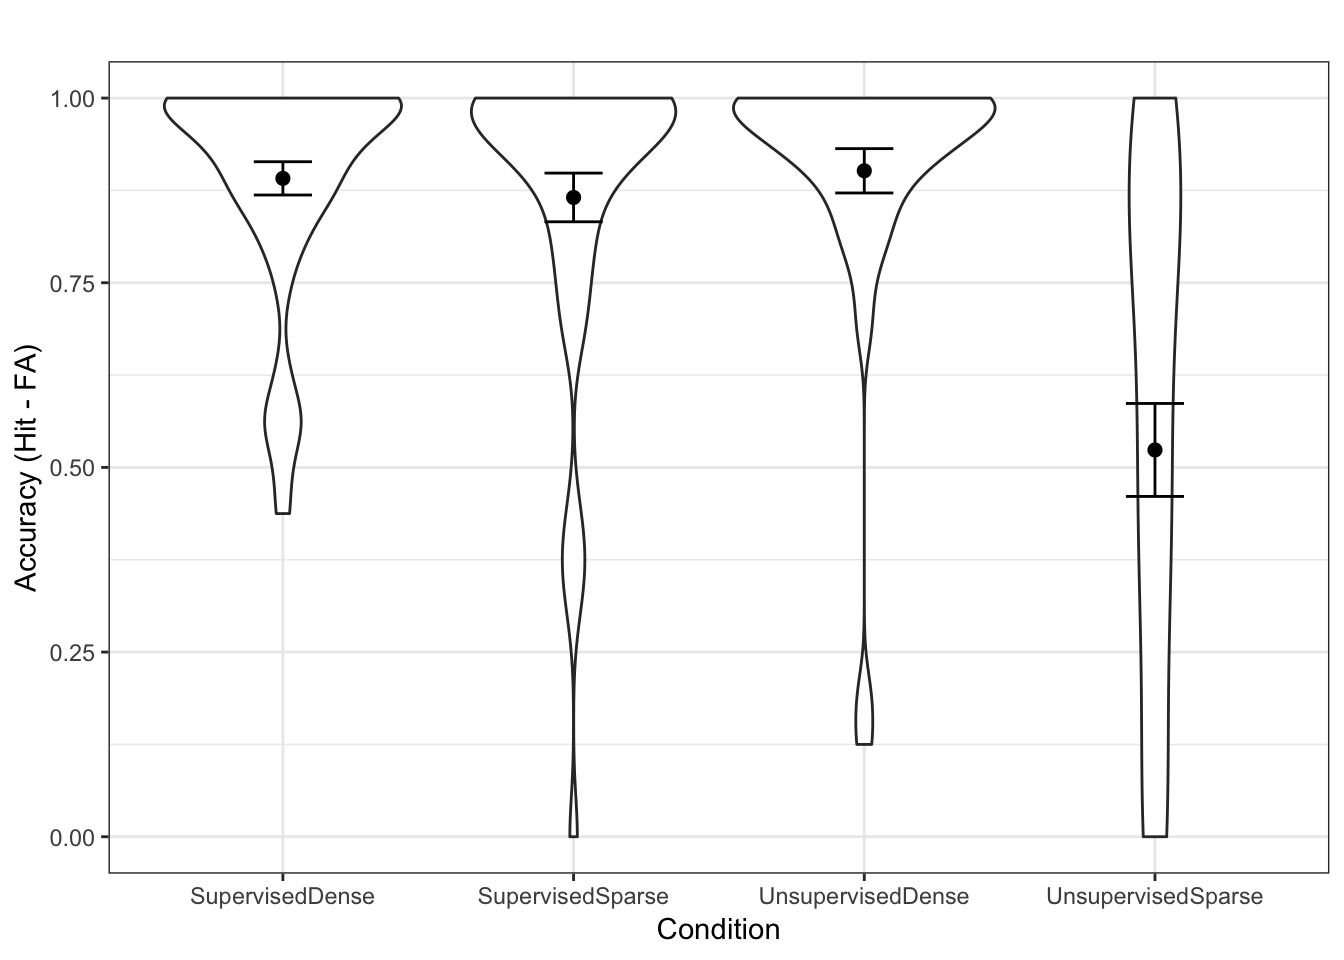 Accuracy (Hit - FA)
1.00
0.75
0.50
0.25
0.00
SupervisedDense
SupervisedSparse
UnsupervisedDense
UnsupervisedSparse
Condition